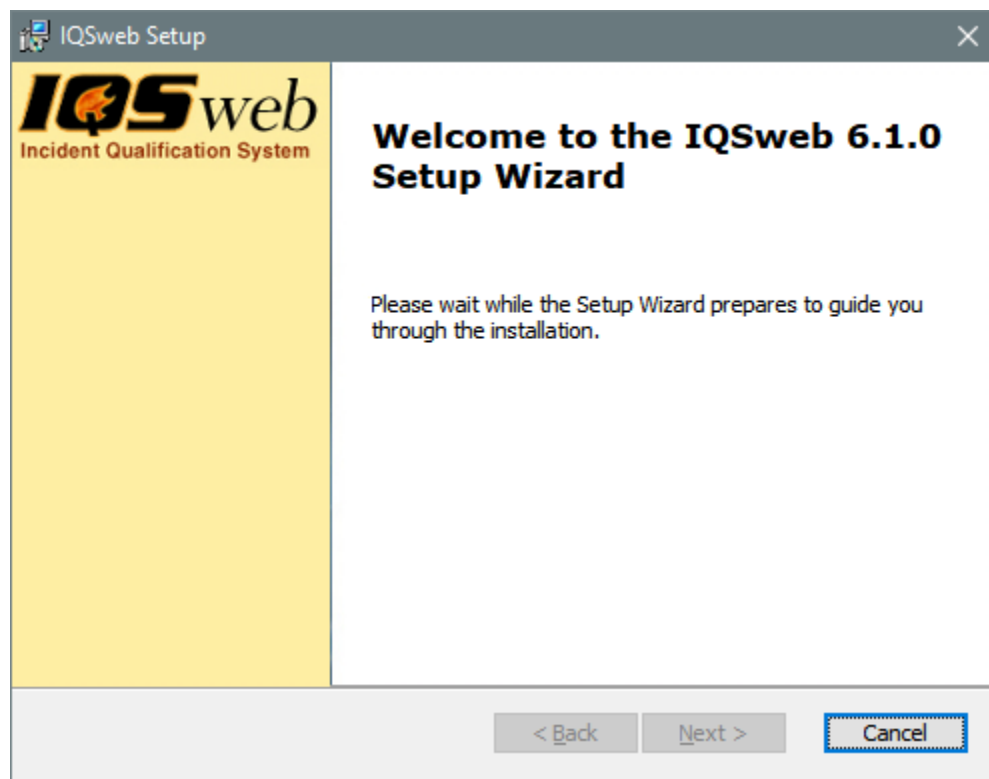 IQSweb Setup
IQSweb
Incident Qualification System
Welcome to the IQSweb 6.1.0
Setup Wizard
Please wait while the Setup Wizard prepares to guide you
through the installation.
< Back
Next >
Cancel